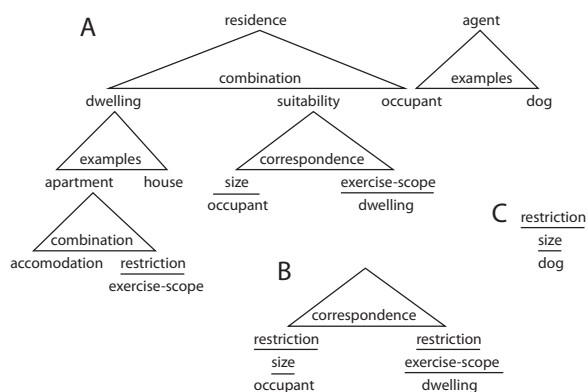 A
residence
agent
combination
examples
dwelling
suitability
occupant
dog
examples
correspondence
apartment
house
size
occupant
exercise-scope
dwelling
combination
accomodation
restriction
exercise-scope
B
correspondence
restriction
size
occupant
restriction
exercise-scope
dwelling
C
restriction
size
dog